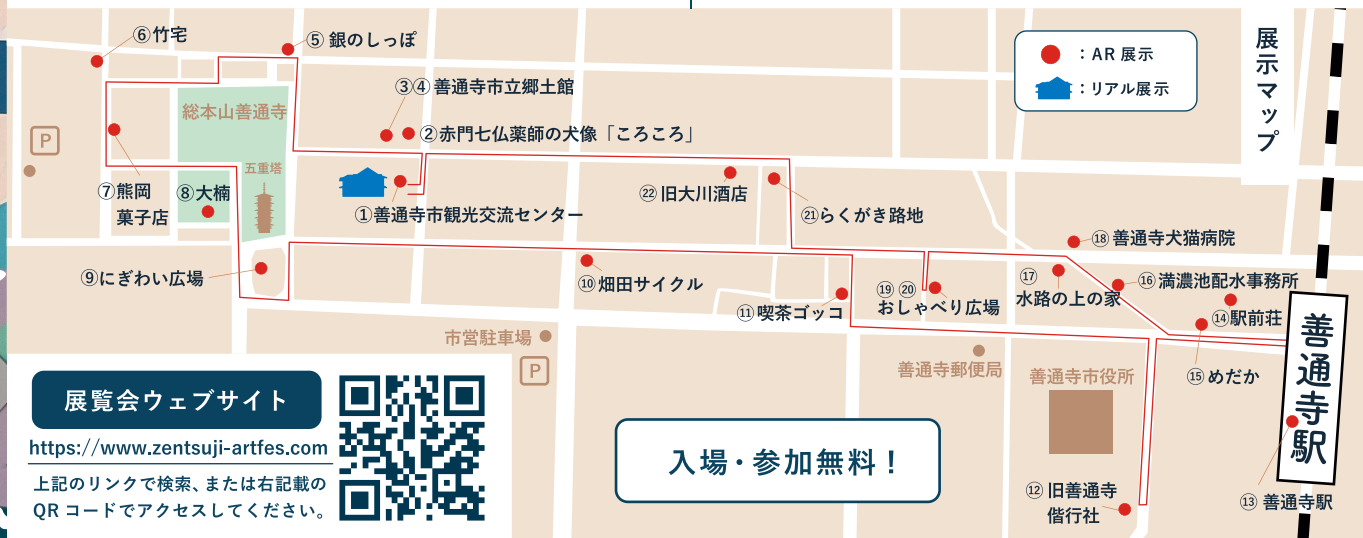 展示マップ
：AR 展示
：リアル展示
⑥竹宅
⑤ 銀のしっぽ
③④善通寺市立郷土館
②赤門七仏薬師の犬像「ころころ」
総本山善通寺
五重塔
P
⑦熊岡
菓子店
⑧大楠
①善通寺市観光交流センター
㉒旧大川酒店
㉑らくがき路地
⑱善通寺犬猫病院
⑨にぎわい広場
⑩畑田サイクル
⑪喫茶ゴッコ
⑲⑳
おしゃべり広場
⑰
水路の上の家
⑯満濃池配水事務所
⑭駅前荘
⑮めだか
市営駐車場
P
善通寺郵便局
善通寺市役所
善通寺駅
⑫旧善通寺
偕行社
⑬善通寺駅
展覧会ウェブサイト
https://www.zentsuji-artfes.com
上記のリンクで検索、または右記載の
QRコードでアクセスしてください。
入場・参加無料！